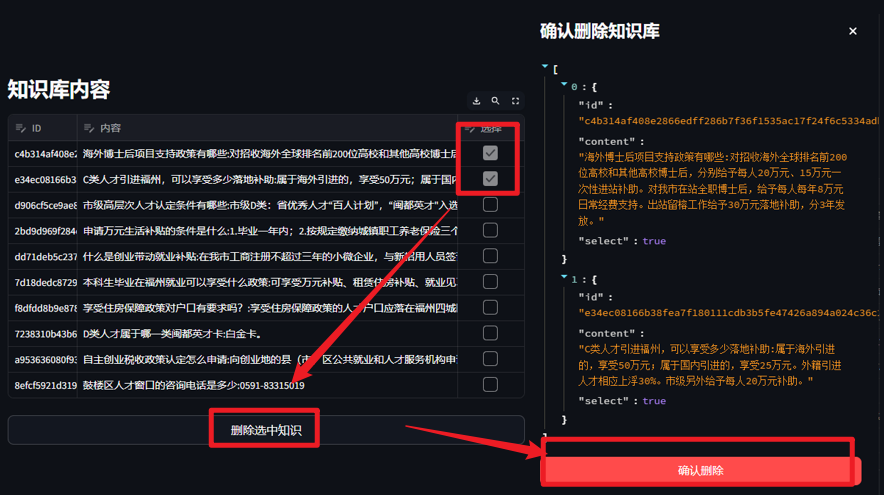 知识库内容
ID 内容 选择
c4b314af408e2 海外博士后项目支持政策有哪些:对招收海外全球排名前200位高校和其他高校博士后
e34ec08166b3 C类人才引进福州，可以享受多少落地补助:属于海外引进的，享受50万元；属于国内
d906cf5ce9ae8 市级高层次人才认定条件有哪些:市级D类：省优秀人才“百人计划”，“闽都英才”入选
2bd9d969f284 申请万元生活补贴的条件是什么:1.毕业一年内；2.按规定缴纳城镇职工养老保险三个
dd71deb5c237 什么是创业带动就业补贴:在我市工商注册不超过三年的小微企业，与新招用人员签
7d18dedc8729 本科生毕业在福州就业可以享受什么政策:可享受万元补贴、租赁住房补贴、就业见
f8dfdd8b9e878 享受住房保障政策对户口有要求吗？:享受住房保障政策的人才户口应落在福州四城
7238310b43b6 D类人才属于哪一类闽都英才卡:白金卡。
a953636080f93 自主创业税收政策认定怎么申请:向创业地的县（市 区公共就业和人才服务机构申
8efcf5921d319 鼓楼区人才窗口的咨询电话是多少:0591-83315019
删除选中知识
确认删除知识库
[
0 : {
"id" :
"c4b314af408e2866edff286b7f36f1535ac17f24f6c5334ad
"content" :
"海外博士后项目支持政策有哪些:对招收海外全球排名前200
位高校和其他高校博士后，分别给予每人20万元、15万元一
次性进站补助。对我市在站全职博士后，给予每人每年8万元
日常经费支持。出站留榕工作给予30万元落地补助，分3年发
放。"
"select" : true
}
1 : {
"id" :
"e34ec08166b38fea7f180111cdb3b5fe47426a894a024c36c
"content" :
"C类人才引进福州，可以享受多少落地补助:属于海外引进
的，享受50万元；属于国内引进的，享受25万元。外籍引进
人才相应上浮30%。市级另外给予每人20万元补助。"
"select" : true
}
]
确认删除